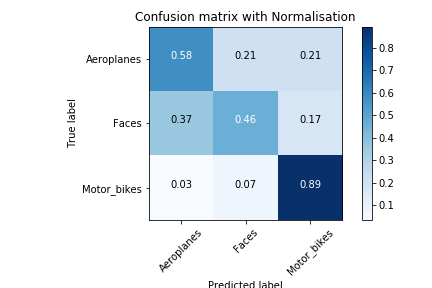 Confusion matrix with Normalisation
True label
Aeroplanes 0.58 0.21 0.21
Faces 0.37 0.46 0.17
Motor_bikes 0.03 0.07 0.89
Aeroplanes Faces Motor_bikes
Predicted label
0.8
0.7
0.6
0.5
0.4
0.3
0.2
0.1